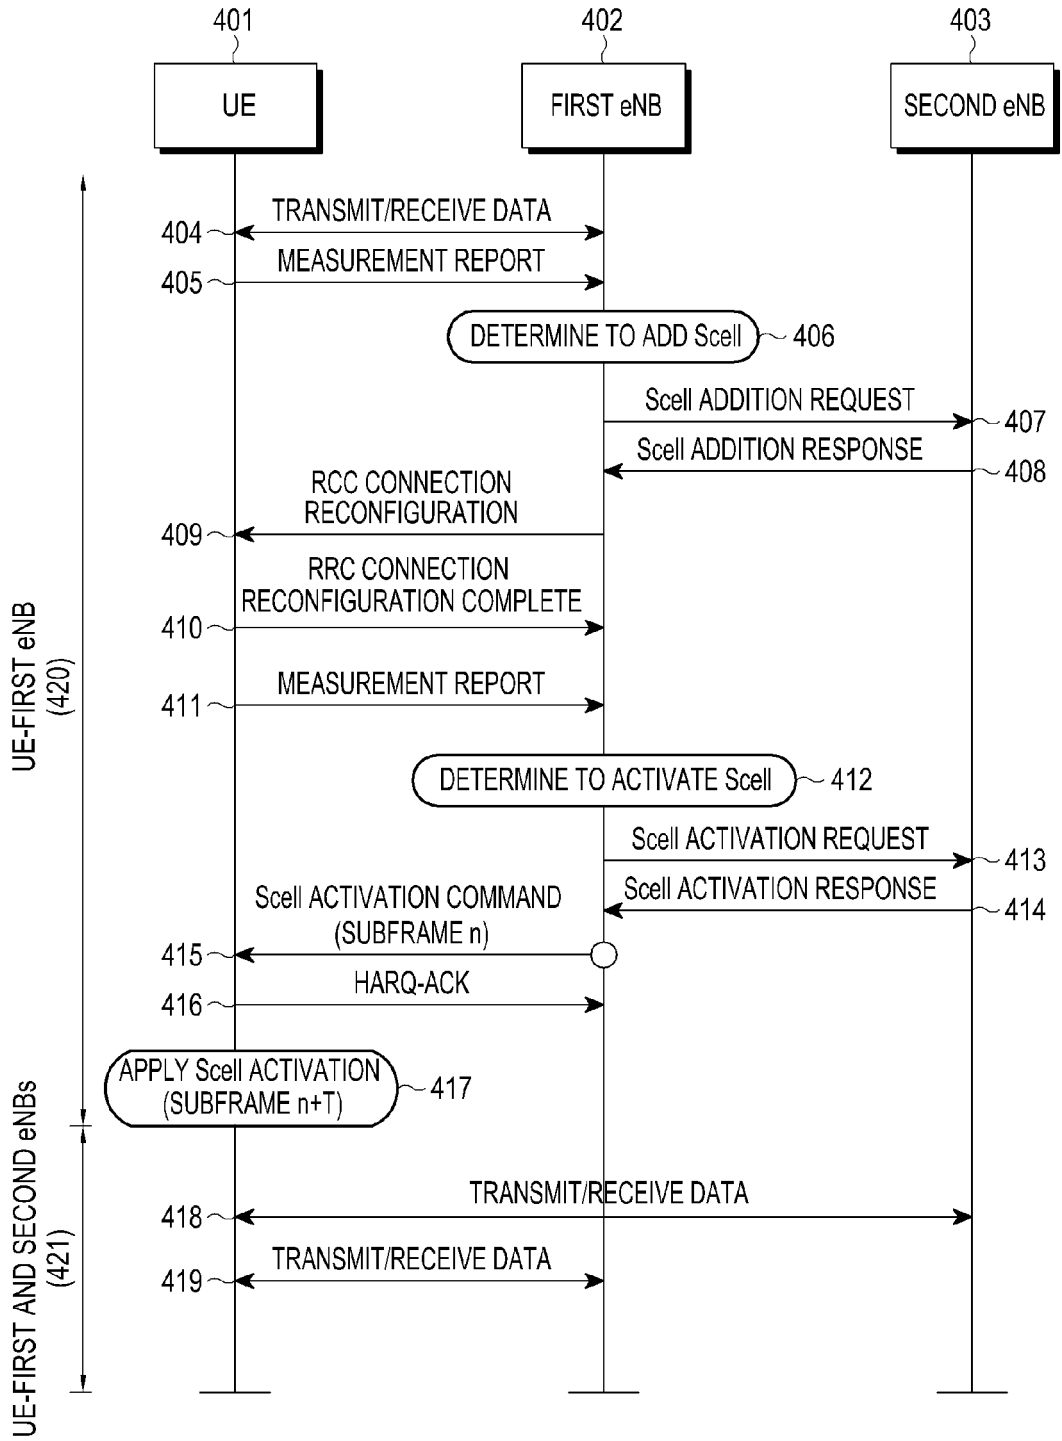 401
402
403
UE
FIRST eNB
SECOND eNB
TRANSMIT/RECEIVE DATA
404
MEASUREMENT REPORT
405
DETERMINE TO ADD Scell
406
Scell ADDITION REQUEST
407
Scell ADDITION RESPONSE
408
RCC CONNECTION
RECONFIGURATION
409
RRC CONNECTION
RECONFIGURATION COMPLETE
410
MEASUREMENT REPORT
411
DETERMINE TO ACTIVATE Scell
412
Scell ACTIVATION REQUEST
413
Scell ACTIVATION RESPONSE
414
Scell ACTIVATION COMMAND
(SUBFRAME n)
415
HARQ-ACK
416
APPLY Scell ACTIVATION
(SUBFRAME n+T)
417
TRANSMIT/RECEIVE DATA
418
TRANSMIT/RECEIVE DATA
419
UE-FIRST eNB
(420)
UE-FIRST AND SECOND eNBs
(421)